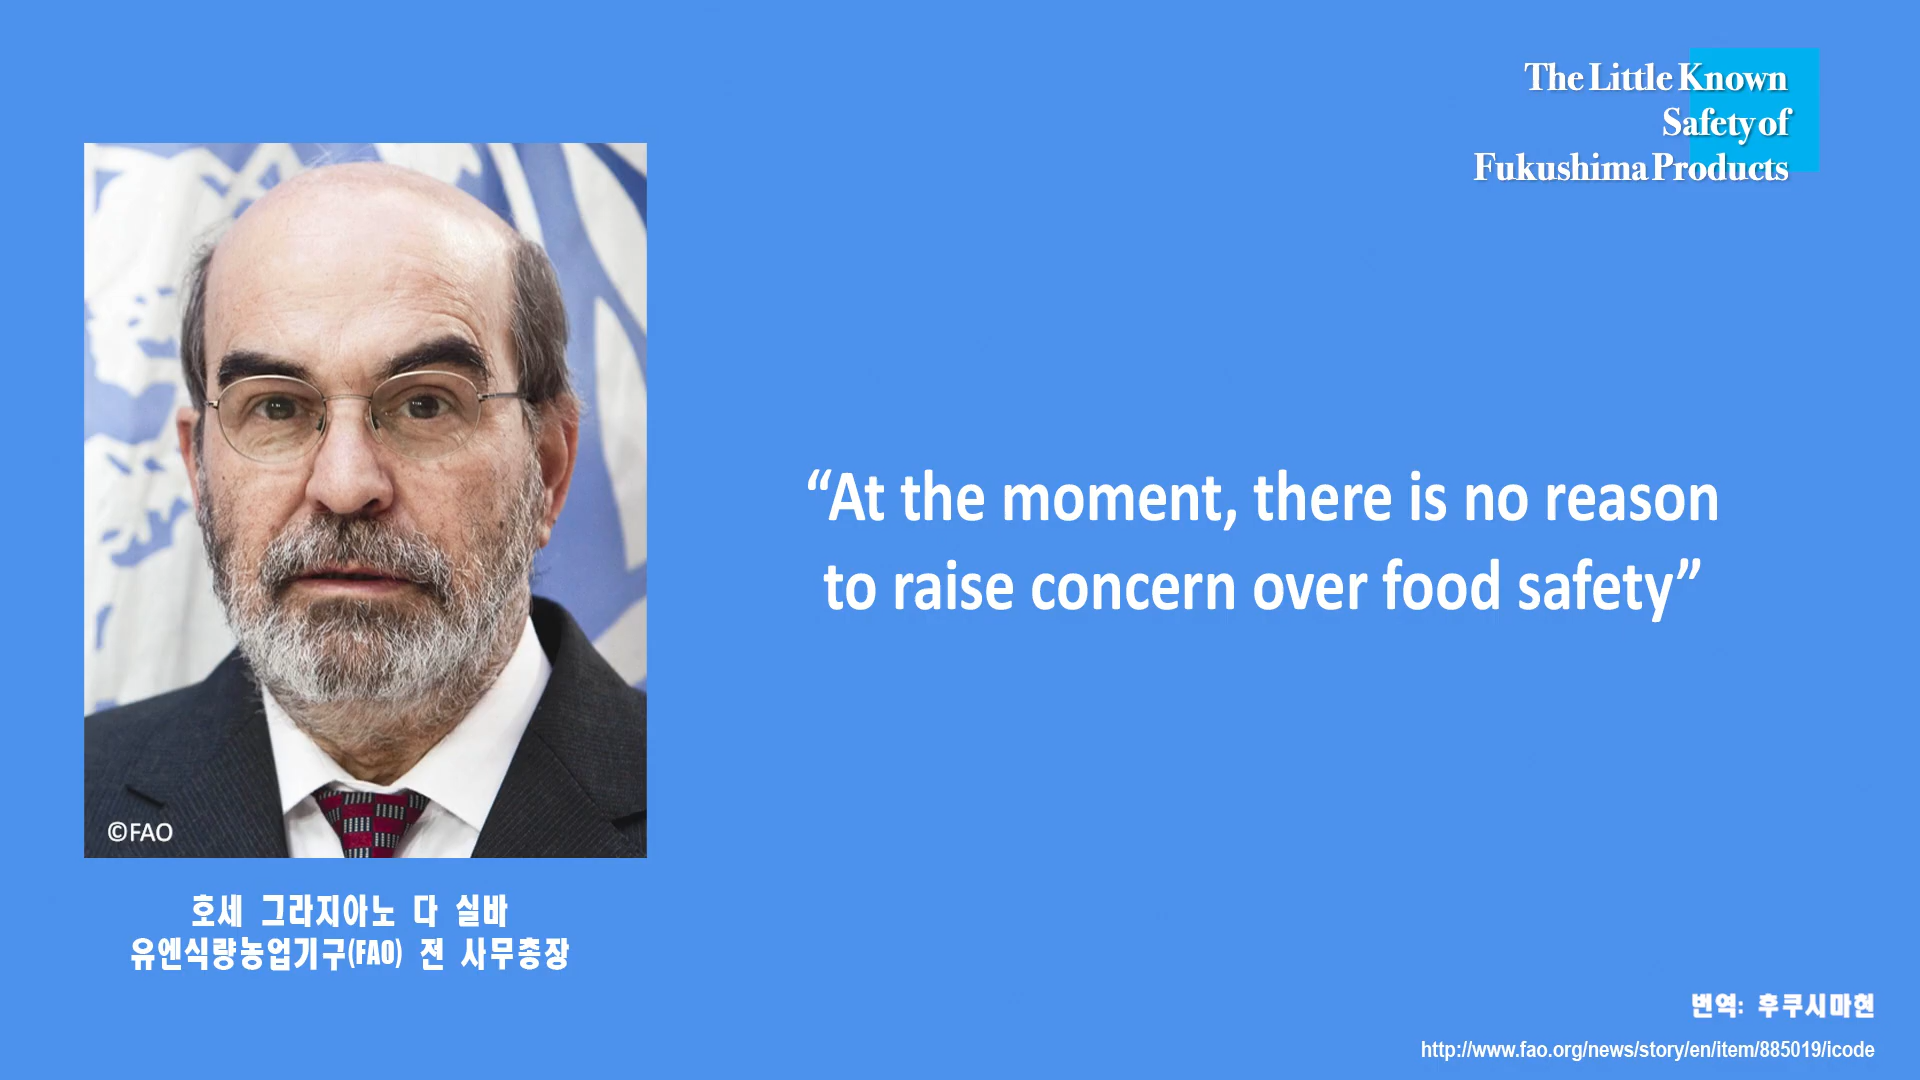 The Little Known
Safety of
Fukushima Products
“At the moment, there is no reason
to raise concern over food safety”
©FAO
호세 그라지아노 다 실바
유엔식량농업기구(FAO) 전 사무총장
번역: 후쿠시마현
http://www.fao.org/news/story/en/item/885019/icode